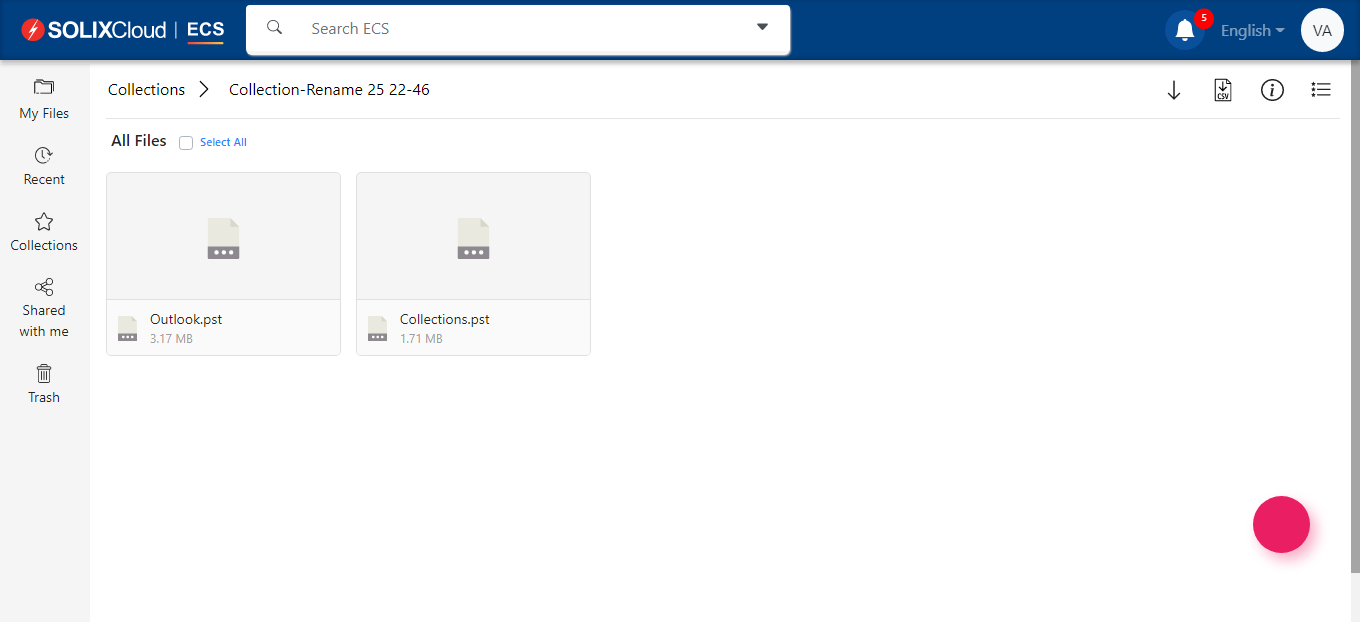 SOLIXCloud | ECS
Search ECS
5
English
VA
My Files
Recent
Collections
Shared
with me
Trash
Collections
Collection-Rename 25 22-46
CSV
i
All Files
Select All
Outlook.pst
3.17 MB
Collections.pst
1.71 MB